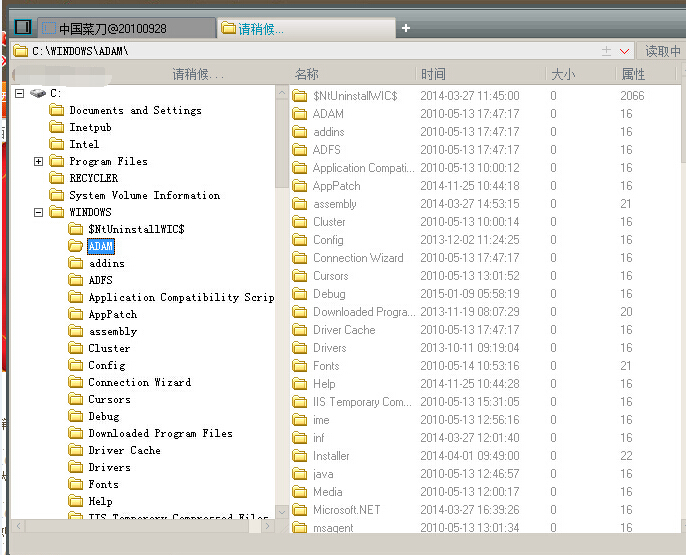 中国菜刀@20100928 请稍候...
C:\WINDOWS\ADAM\ 读取中
请稍候... 名称 时间 大小 属性
C:
Documents and Settings
Inetpub
Intel
Program Files
RECYCLER
System Volume Information
WINDOWS
$NtUninstallWIC$
ADAM
addins
ADFS
Application Compatibility Scrip
AppPatch
assembly
Cluster
Config
Connection Wizard
Cursors
Debug
Downloaded Program Files
Driver Cache
Drivers
Fonts
Help
IIS Temporary Compressed Files
$NtUninstallWIC$ 2014-03-27 11:45:00 0 2066
ADAM 2010-05-13 17:47:17 0 16
addins 2010-05-13 17:47:17 0 16
ADFS 2010-05-13 17:47:17 0 16
Application Compati... 2010-05-13 10:00:12 0 16
AppPatch 2014-11-25 10:44:18 0 16
assembly 2014-03-27 14:53:15 0 21
Cluster 2010-05-13 10:00:14 0 16
Config 2013-12-02 11:24:25 0 16
Connection Wizard 2010-05-13 17:47:17 0 16
Cursors 2010-05-13 13:01:52 0 16
Debug 2015-01-09 05:58:19 0 16
Downloaded Progra... 2013-11-19 08:07:29 0 20
Driver Cache 2010-05-13 17:47:17 0 16
Drivers 2013-10-11 09:19:04 0 16
Fonts 2010-05-14 10:53:16 0 21
Help 2014-11-25 10:44:28 0 16
IIS Temporary Com... 2010-05-13 15:31:05 0 16
ime 2010-05-13 12:56:16 0 16
inf 2014-03-27 12:01:40 0 16
Installer 2014-04-01 09:49:00 0 22
java 2010-05-13 12:46:57 0 16
Media 2010-05-13 12:00:17 0 16
Microsoft.NET 2014-03-27 16:39:26 0 16
msagent 2010-05-13 13:01:34 0 16